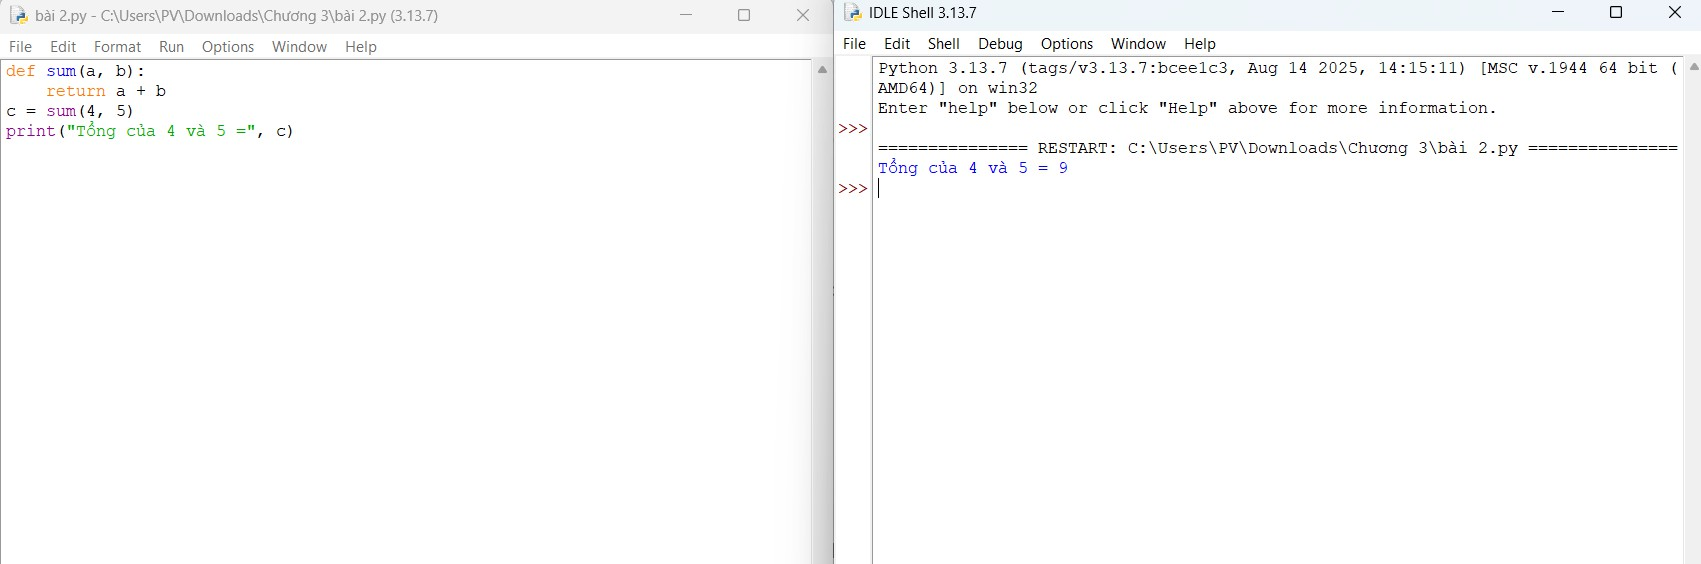 bài 2.py - C:\Users\PV\Downloads\Chương 3\bài 2.py (3.13.7)
File Edit Format Run Options Window Help
def sum(a, b):
    return a + b
c = sum(4, 5)
print("Tổng của 4 và 5 =", c)
IDLE Shell 3.13.7
File Edit Shell Debug Options Window Help
Python 3.13.7 (tags/v3.13.7:bcee1c3, Aug 14 2025, 14:15:11) [MSC v.1944 64 bit (
AMD64)] on win32
Enter "help" below or click "Help" above for more information.
>>>
=============== RESTART: C:\Users\PV\Downloads\Chương 3\bài 2.py ===============
Tổng của 4 và 5 = 9
>>>